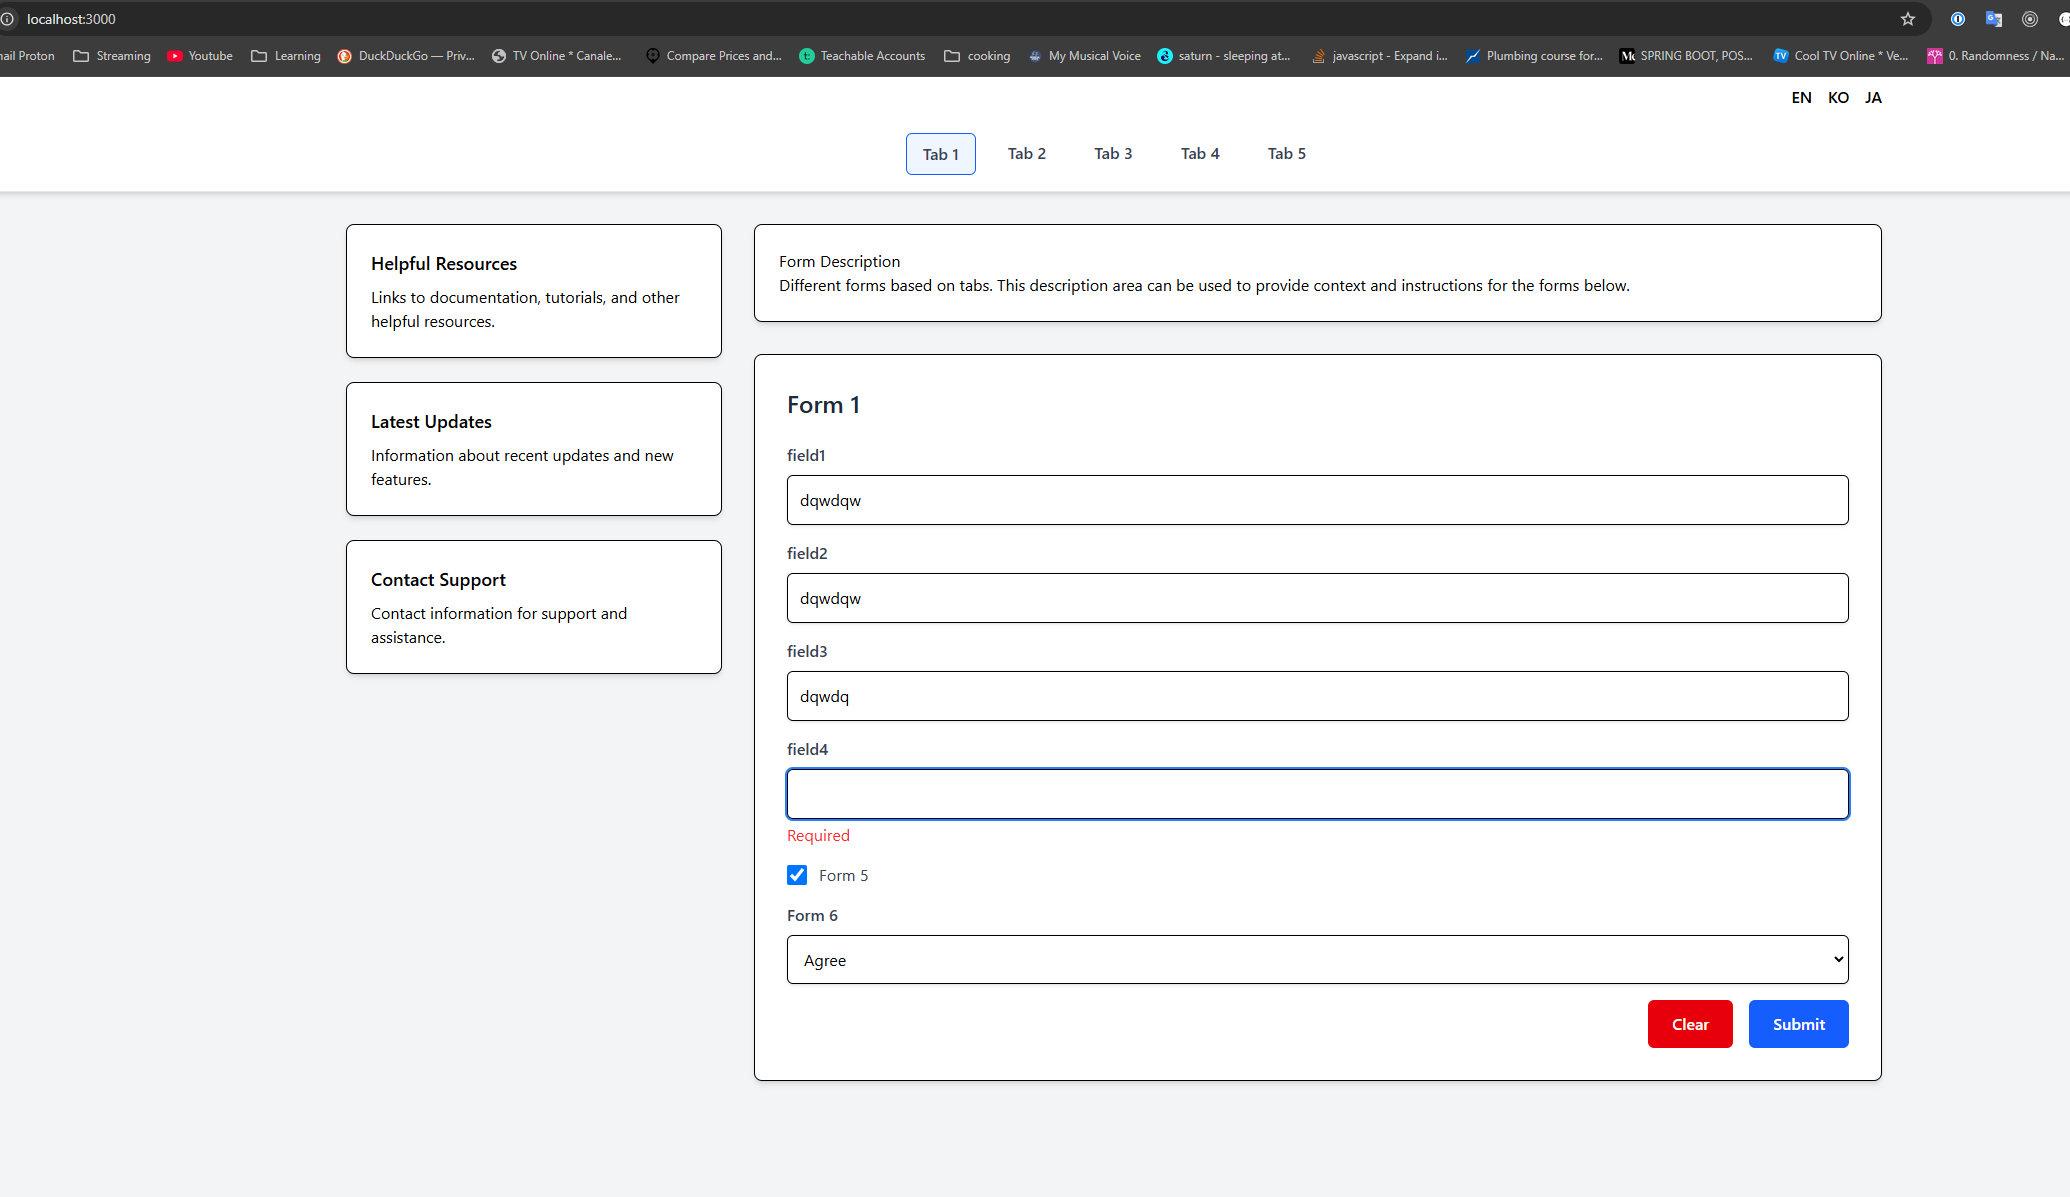 localhost:3000
ail Proton
Streaming
Youtube
Learning
DuckDuckGo — Priv...
TV Online * Canale...
Compare Prices and...
Teachable Accounts
cooking
My Musical Voice
saturn - sleeping at...
javascript - Expand i...
Plumbing course for...
SPRING BOOT, POS...
Cool TV Online * Ve...
0. Randomness / Na...
EN KO JA
Tab 1 Tab 2 Tab 3 Tab 4 Tab 5
Helpful Resources
Links to documentation, tutorials, and other
helpful resources.
Latest Updates
Information about recent updates and new
features.
Contact Support
Contact information for support and
assistance.
Form Description
Different forms based on tabs. This description area can be used to provide context and instructions for the forms below.
Form 1
field1
dqwdqw
field2
dqwdqw
field3
dqwdq
field4
Required
Form 5
Form 6
Agree
Clear Submit